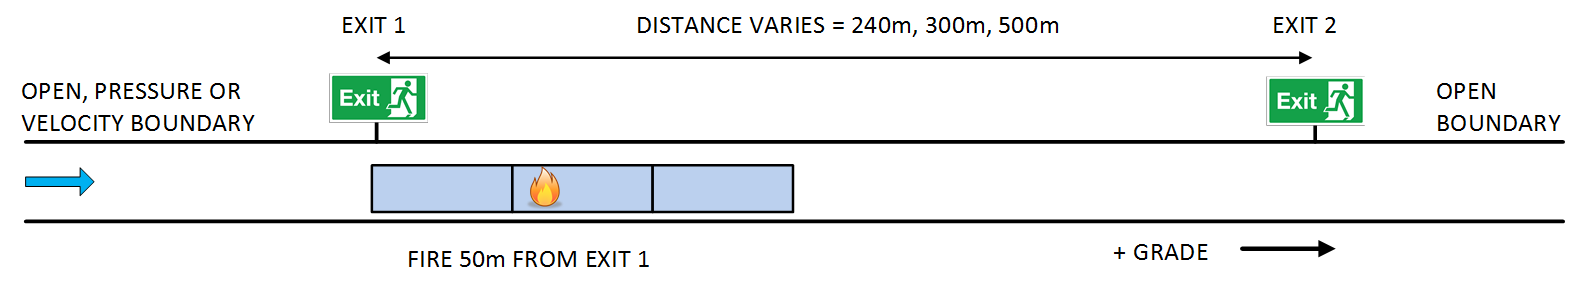 EXIT 1
DISTANCE VARIES = 240m, 300m, 500m
EXIT 2
OPEN, PRESSURE OR
VELOCITY BOUNDARY
Exit
Exit
OPEN
BOUNDARY
FIRE 50m FROM EXIT 1
+ GRADE